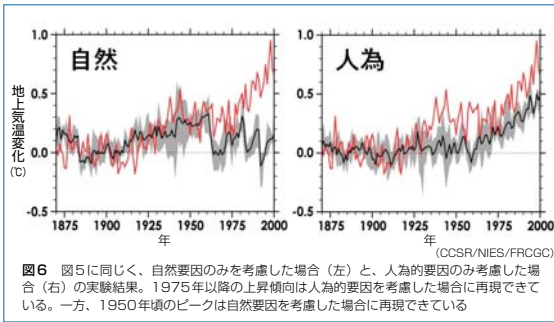 自然
人為
1.0
0.5
0.0
-0.5
地上気温変化
(℃)
1875 1900 1925 1950 1975 2000
年
1875 1900 1925 1950 1975 2000
年
(CCSR/NIES/FRCGC)
図6 図5に同じく、自然要因のみを考慮した場合（左）と、人為的要因のみ考慮した場
合（右）の実験結果。1975年以降の上昇傾向は人為的要因を考慮した場合に再現できて
いる。一方、1950年頃のピークは自然要因を考慮した場合に再現できている